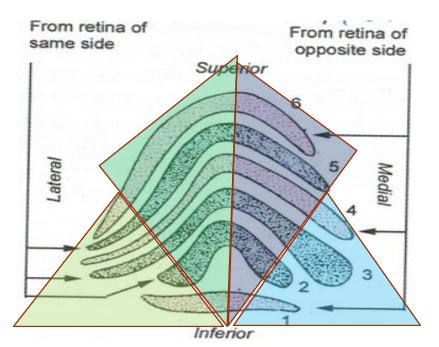 From retina of
same side
From retina of
opposite side
Superior
6
5
Lateral
Medial
4
3
2
1
Inferior